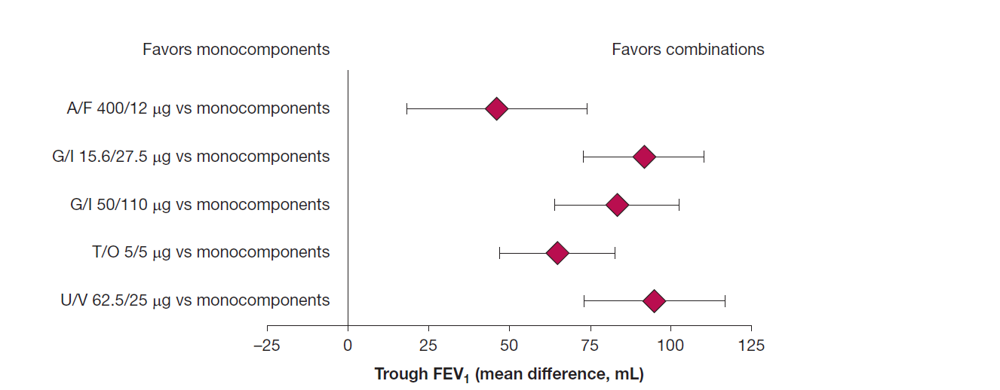 Favors monocomponents Favors combinations
A/F 400/12 μg vs monocomponents
G/I 15.6/27.5 μg vs monocomponents
G/I 50/110 μg vs monocomponents
T/O 5/5 μg vs monocomponents
U/V 62.5/25 μg vs monocomponents
−25 0 25 50 75 100 125
Trough FEV₁ (mean difference, mL)